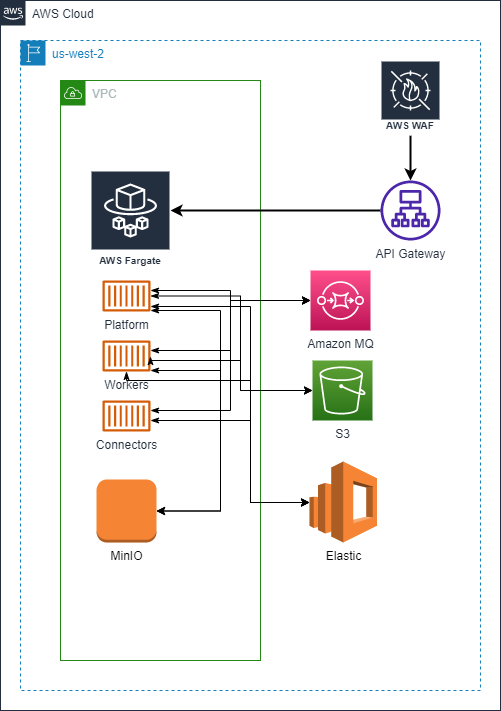 aws
AWS Cloud
us-west-2
VPC
AWS WAF
API Gateway
AWS Fargate
Platform
Amazon MQ
Workers
S3
Connectors
MinIO
Elastic